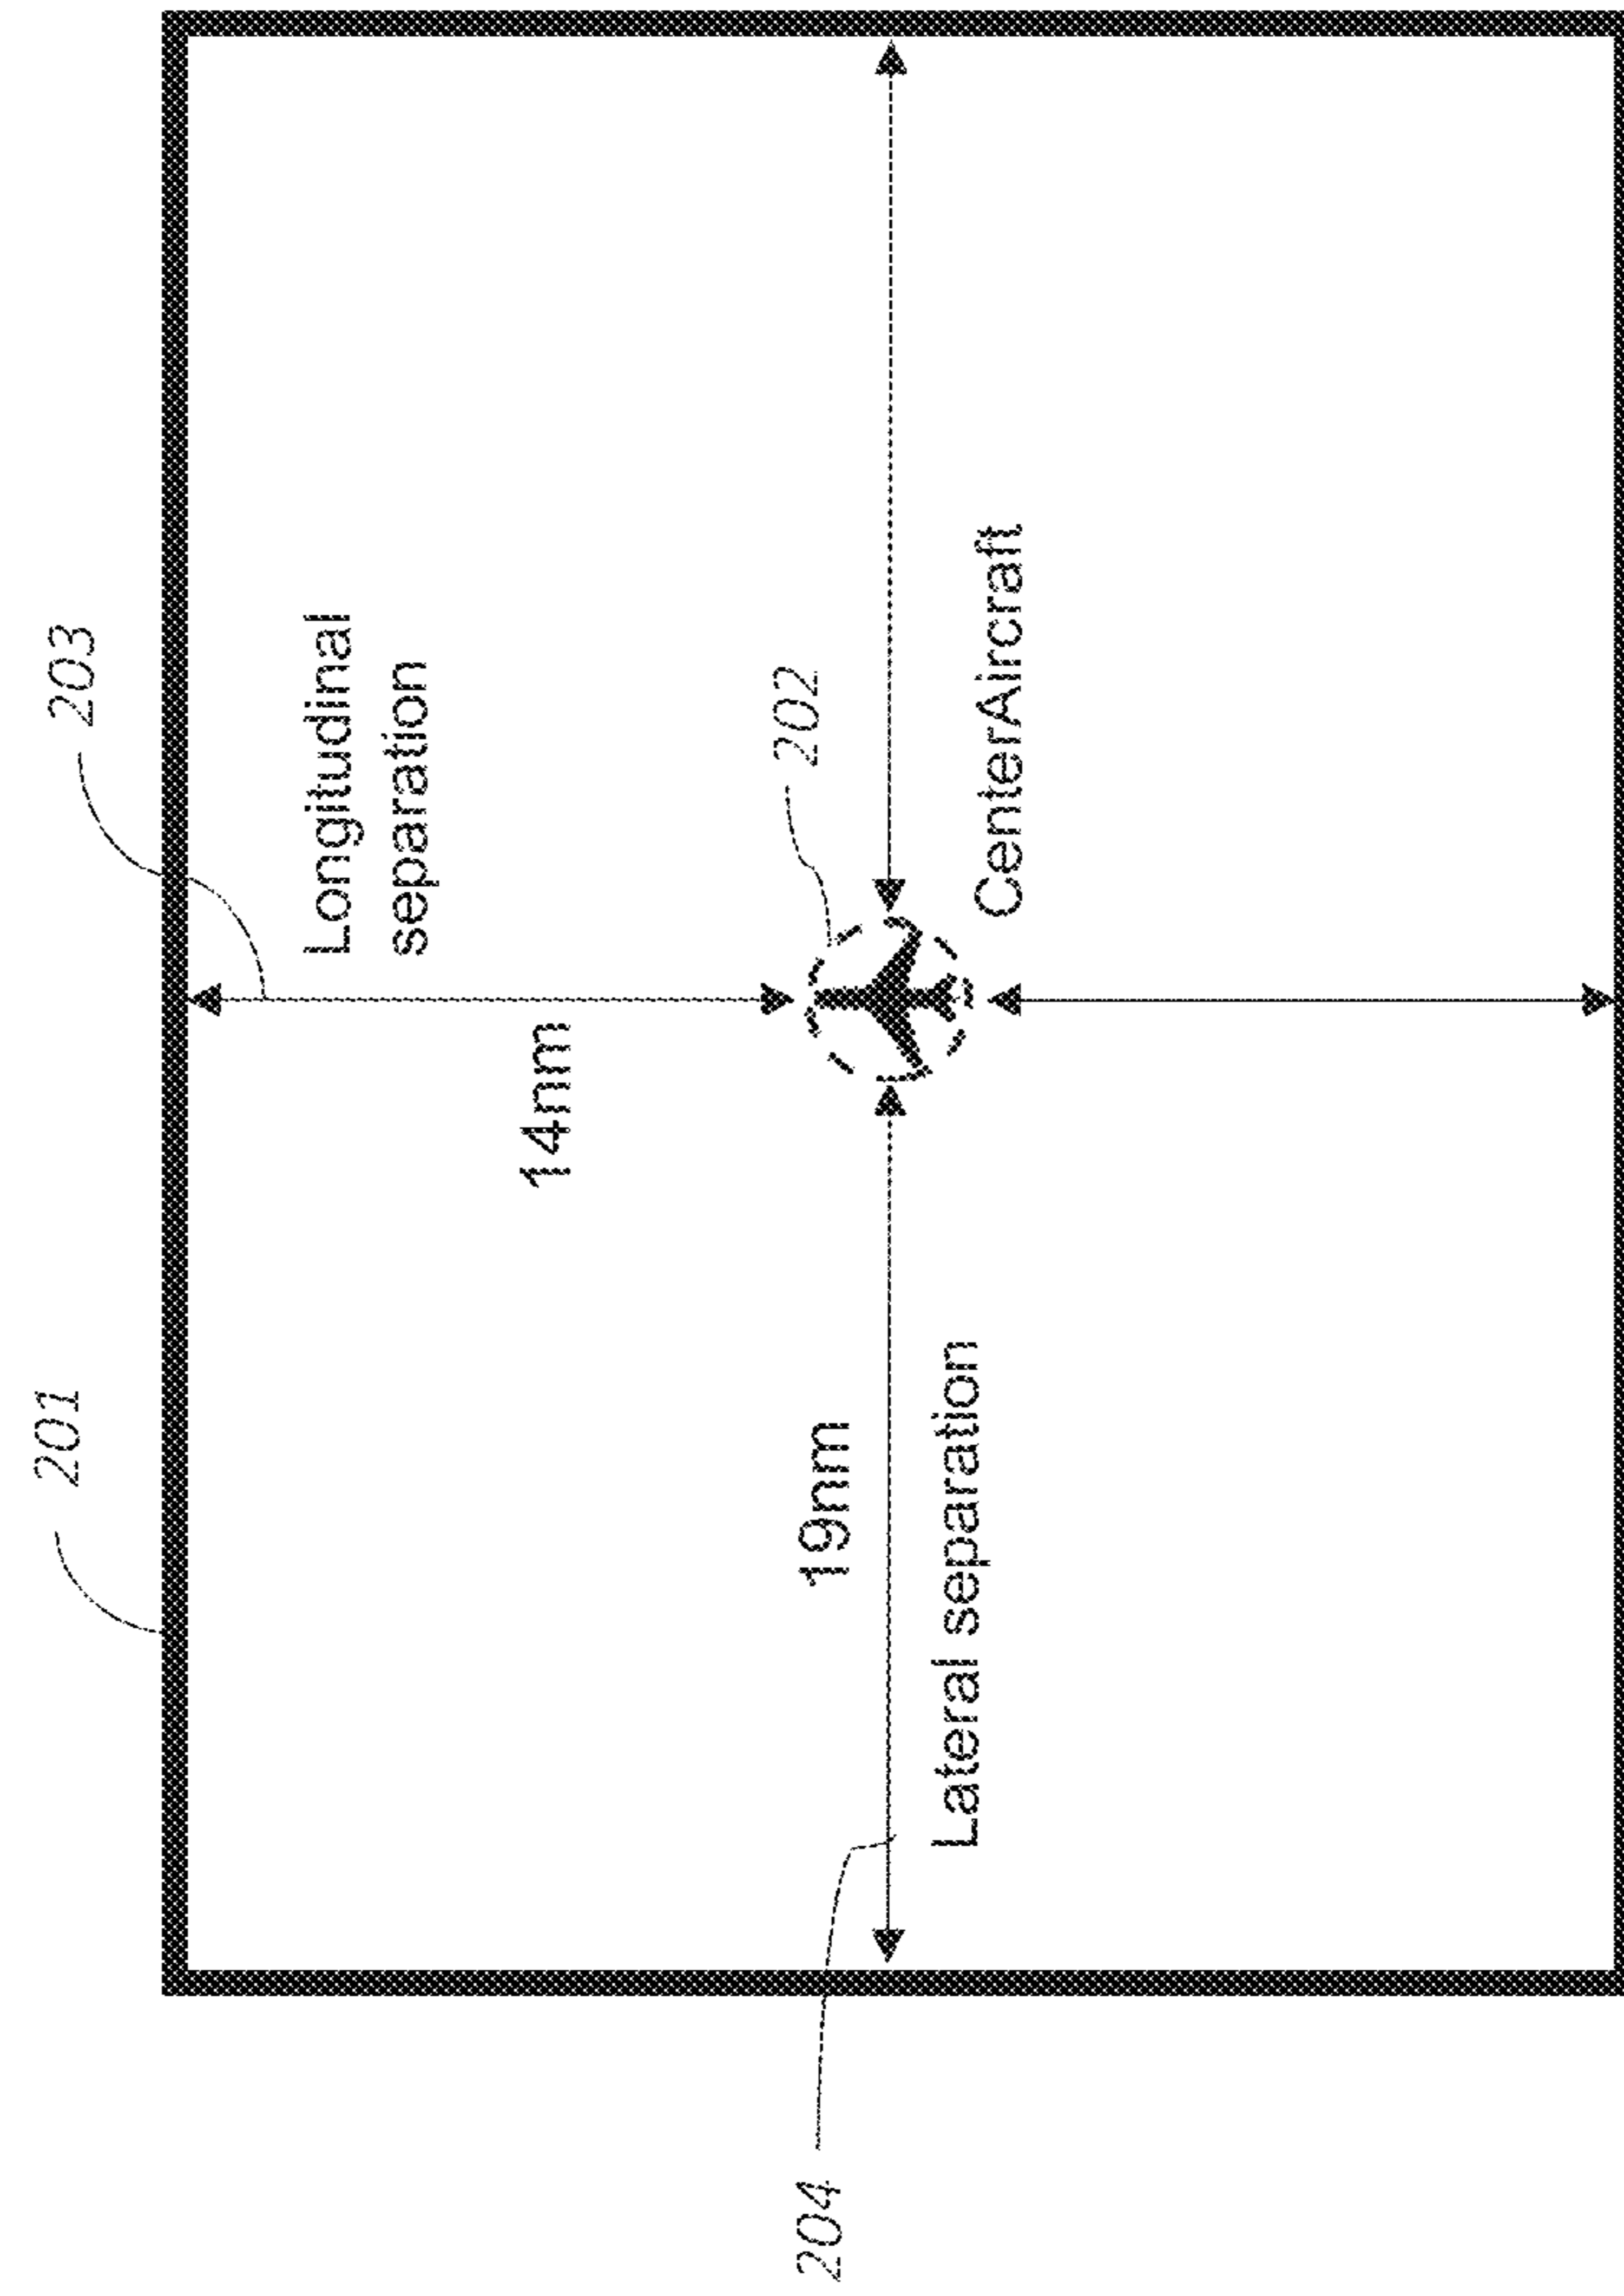 201
203
Longitudinal
separation
14nm
202
19nm
204
Lateral separation
CenterAircraft